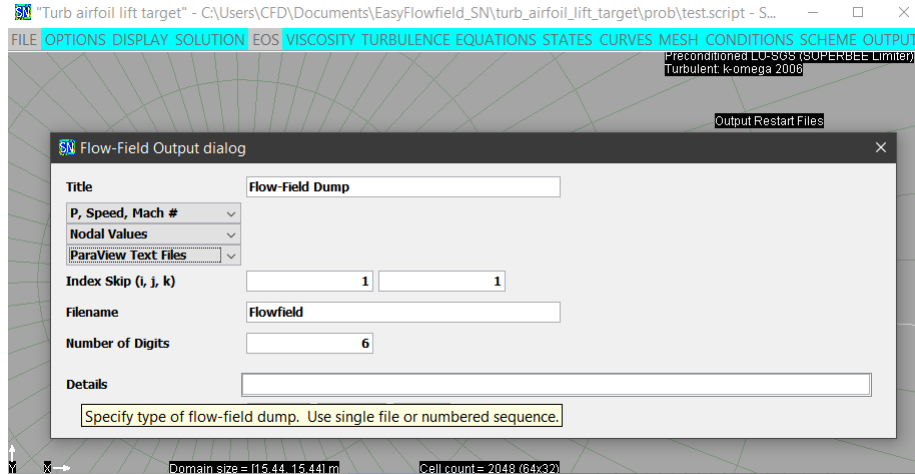 SN "Turb airfoil lift target" - C:\Users\CFD\Documents\EasyFlowfield_SN\turb_airfoil_lift_target\prob\test.script - S...
FILE OPTIONS DISPLAY SOLUTION EOS VISCOSITY TURBULENCE EQUATIONS STATES CURVES MESH CONDITIONS SCHEME OUTPUT
Preconditioned LU-SGS (SUPERBEE Limiter)
Turbulent: k-omega 2006
Output Restart Files
SN Flow-Field Output dialog
Title Flow-Field Dump
P, Speed, Mach #
Nodal Values
ParaView Text Files
Index Skip (i, j, k) 1 1
Filename Flowfield
Number of Digits 6
Details
Specify type of flow-field dump. Use single file or numbered sequence.
Y X Domain size = [15.44, 15.44] m Cell count = 2048 (64x32)